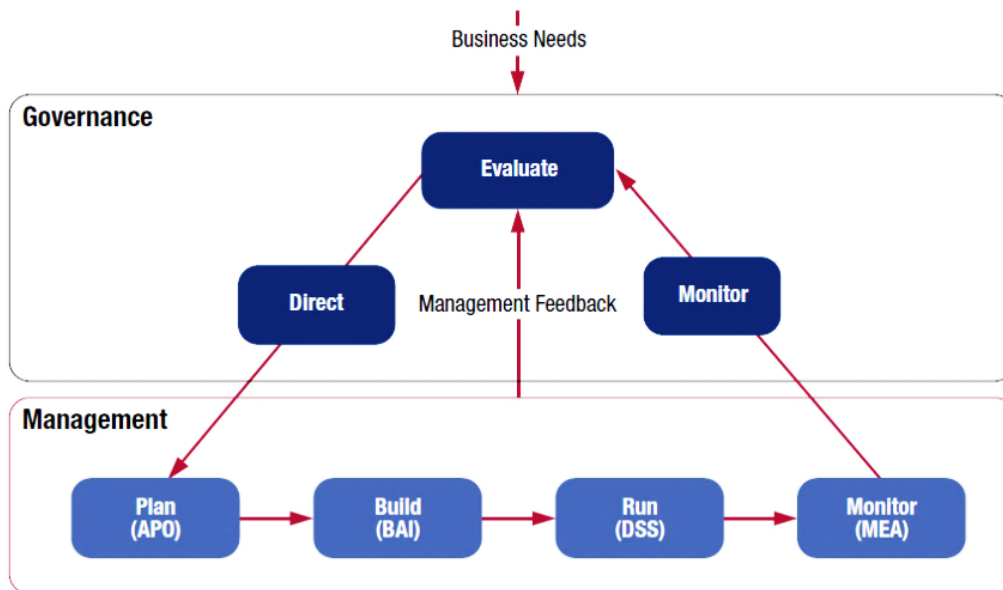 Business Needs
Governance
Evaluate
Direct
Management Feedback
Monitor
Management
Plan
(APO)
Build
(BAI)
Run
(DSS)
Monitor
(MEA)